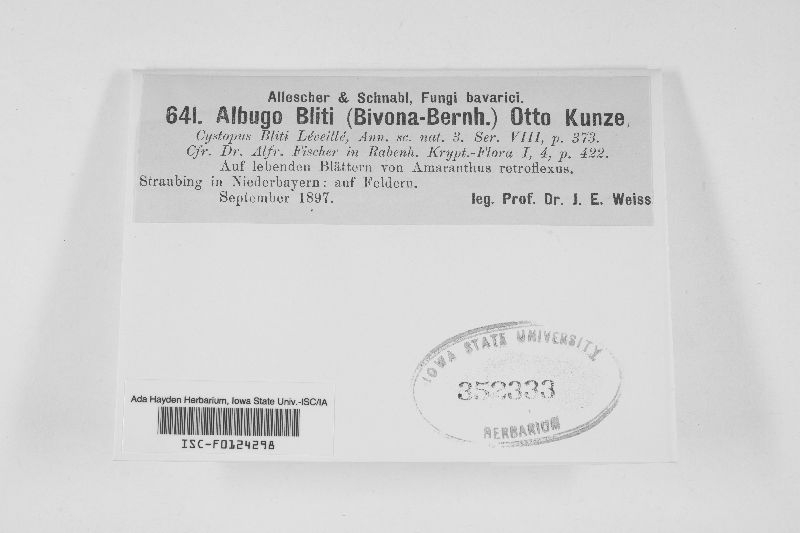 Allescher & Schnabl, Fungi bavarici.
641. Albugo Bliti (Bivona-Bernh.) Otto Kunze,
Cystopus Bliti Léveillé, Ann. sc. nat. 3. Ser. VIII, p. 373.
Cfr. Dr. Alfr. Fischer in Rabenh. Krypt.-Flora I, 4, p. 422.
Auf lebenden Blättern von Amaranthus retroflexus.
Straubing in Niederbayern: auf Feldern.
September 1897.
leg. Prof. Dr. J. E. Weiss
IOWA STATE UNIVERSITY
352333
HERBARIUM
Ada Hayden Herbarium, Iowa State Univ.-ISC/IA
ISC-F0124298